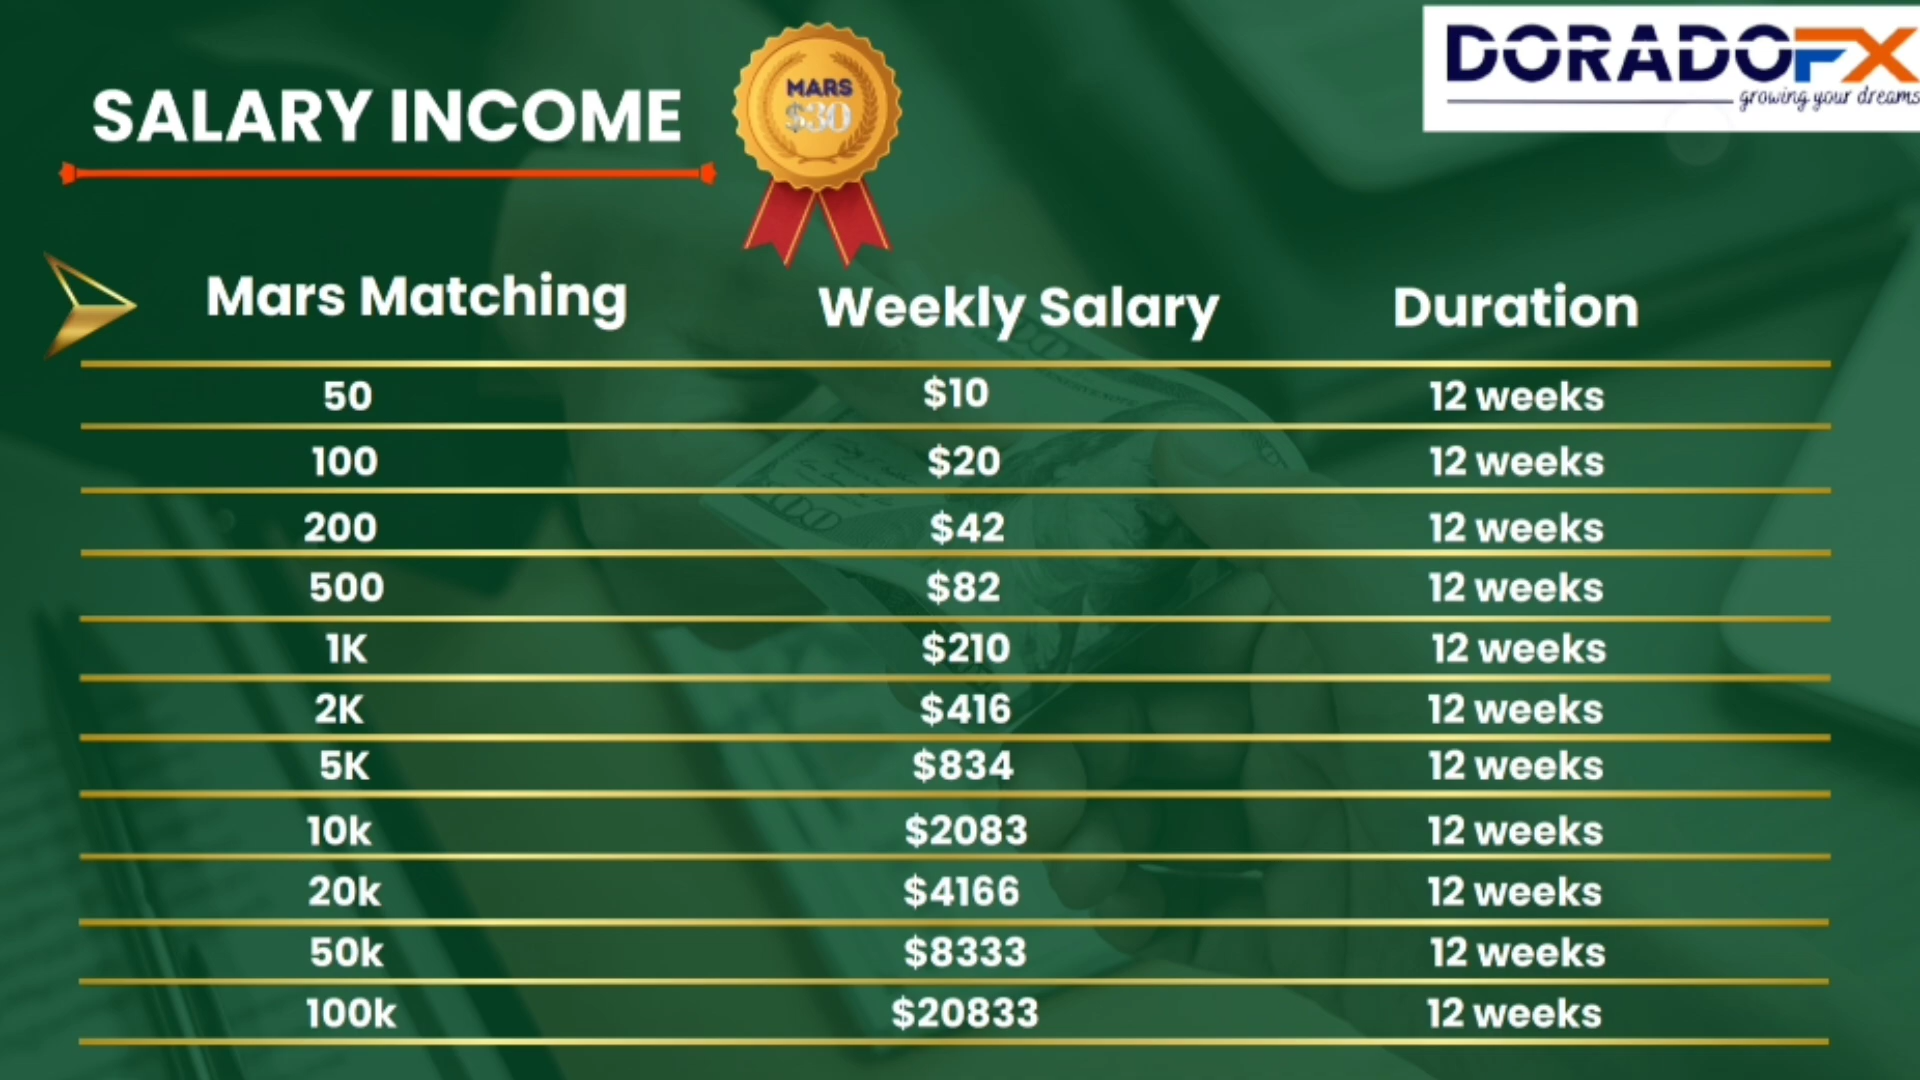 DORADOFX
growing your dreams
MARS
$30
SALARY INCOME
Mars Matching Weekly Salary Duration
50 $10 12 weeks
100 $20 12 weeks
200 $42 12 weeks
500 $82 12 weeks
1K $210 12 weeks
2K $416 12 weeks
5K $834 12 weeks
10k $2083 12 weeks
20k $4166 12 weeks
50k $8333 12 weeks
100k $20833 12 weeks